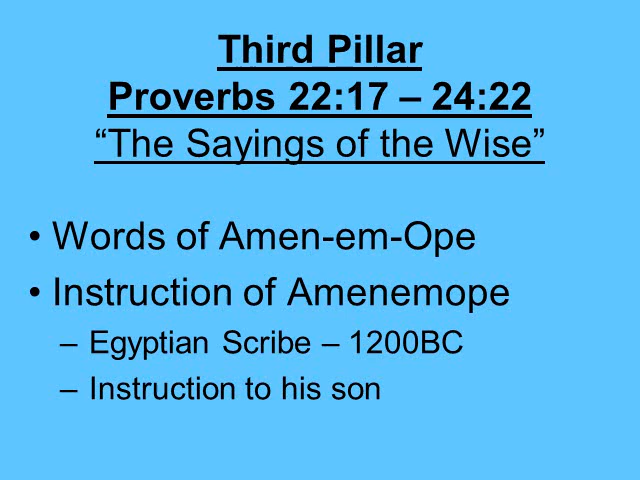 Third Pillar
Proverbs 22:17 – 24:22
“The Sayings of the Wise”
• Words of Amen-em-Ope
• Instruction of Amenemope
– Egyptian Scribe – 1200BC
– Instruction to his son